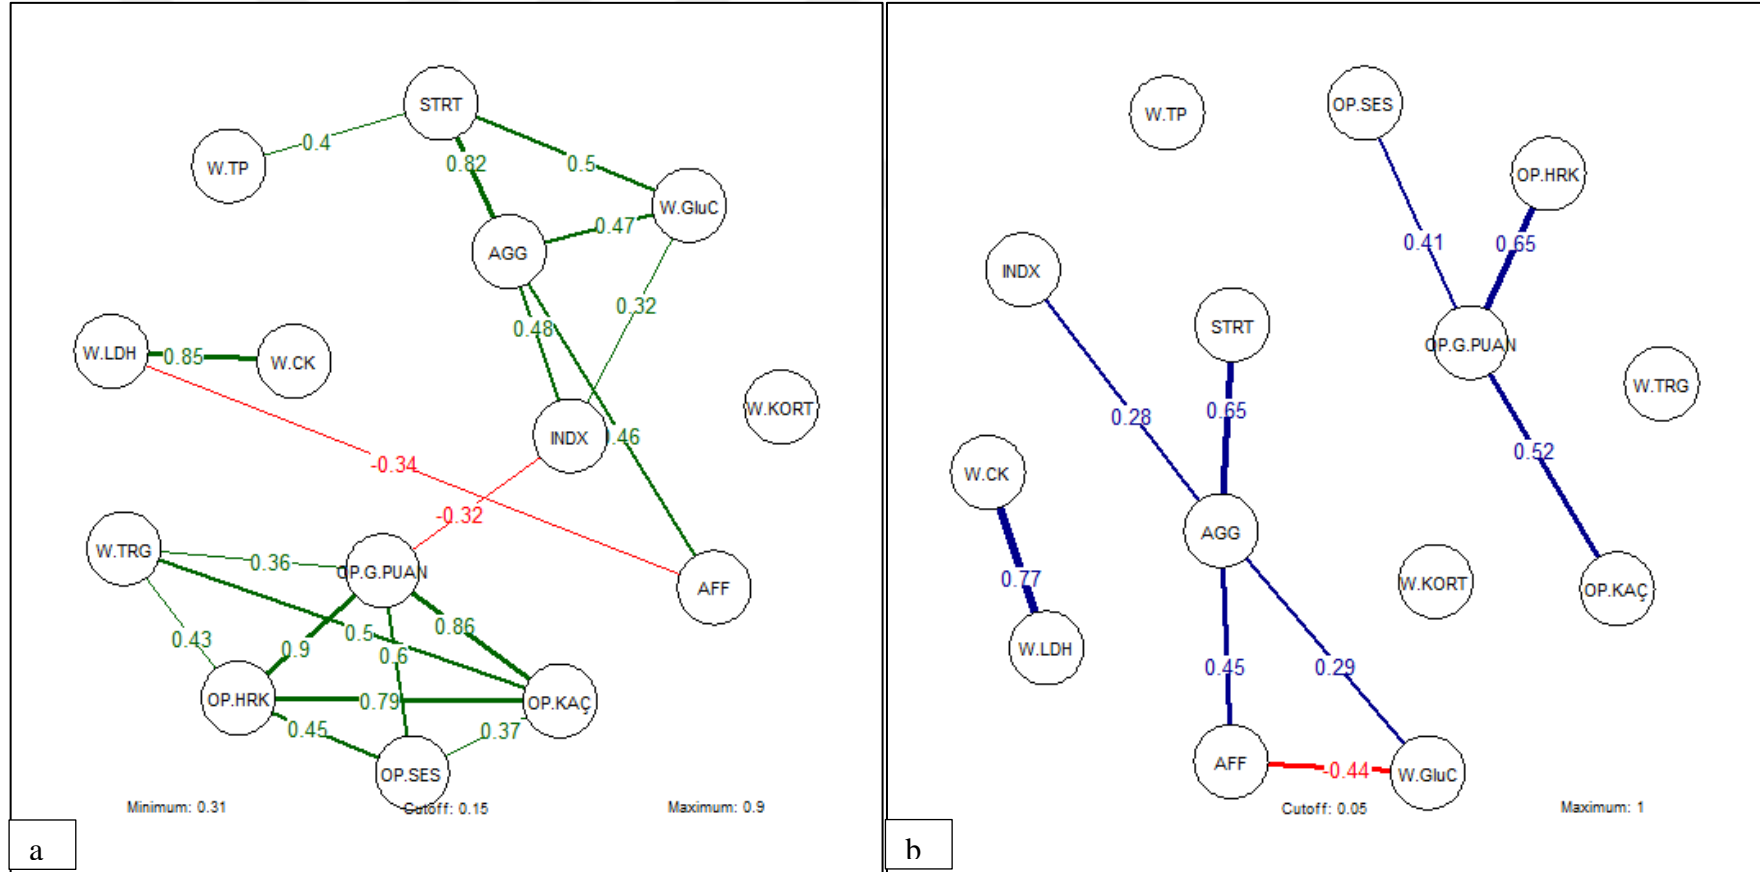 STRT
W.TP
0.4
0.82
0.5
W.GluC
0.47
AGG
0.32
0.48
W.LDH
0.85
W.CK
W.KORT
INDX
.46
-0.34
-0.32
W.TRG
0.36
OP.G.PUAN
AFF
0.43
0.5
0.86
0.9
0.6
OP.HRK
0.79
OP.KAÇ
0.45
0.37
OP.SES
Minimum: 0.31
Cutoff: 0.15
Maximum: 0.9
a
W.TP
OP.SES
OP.HRK
0.41
0.65
INDX
STRT
OP.G.PUAN
W.TRG
0.28
0.65
0.52
W.CK
AGG
0.77
W.KORT
OP.KAÇ
W.LDH
0.45
0.29
AFF
-0.44
W.GluC
Cutoff: 0.05
Maximum: 1
b